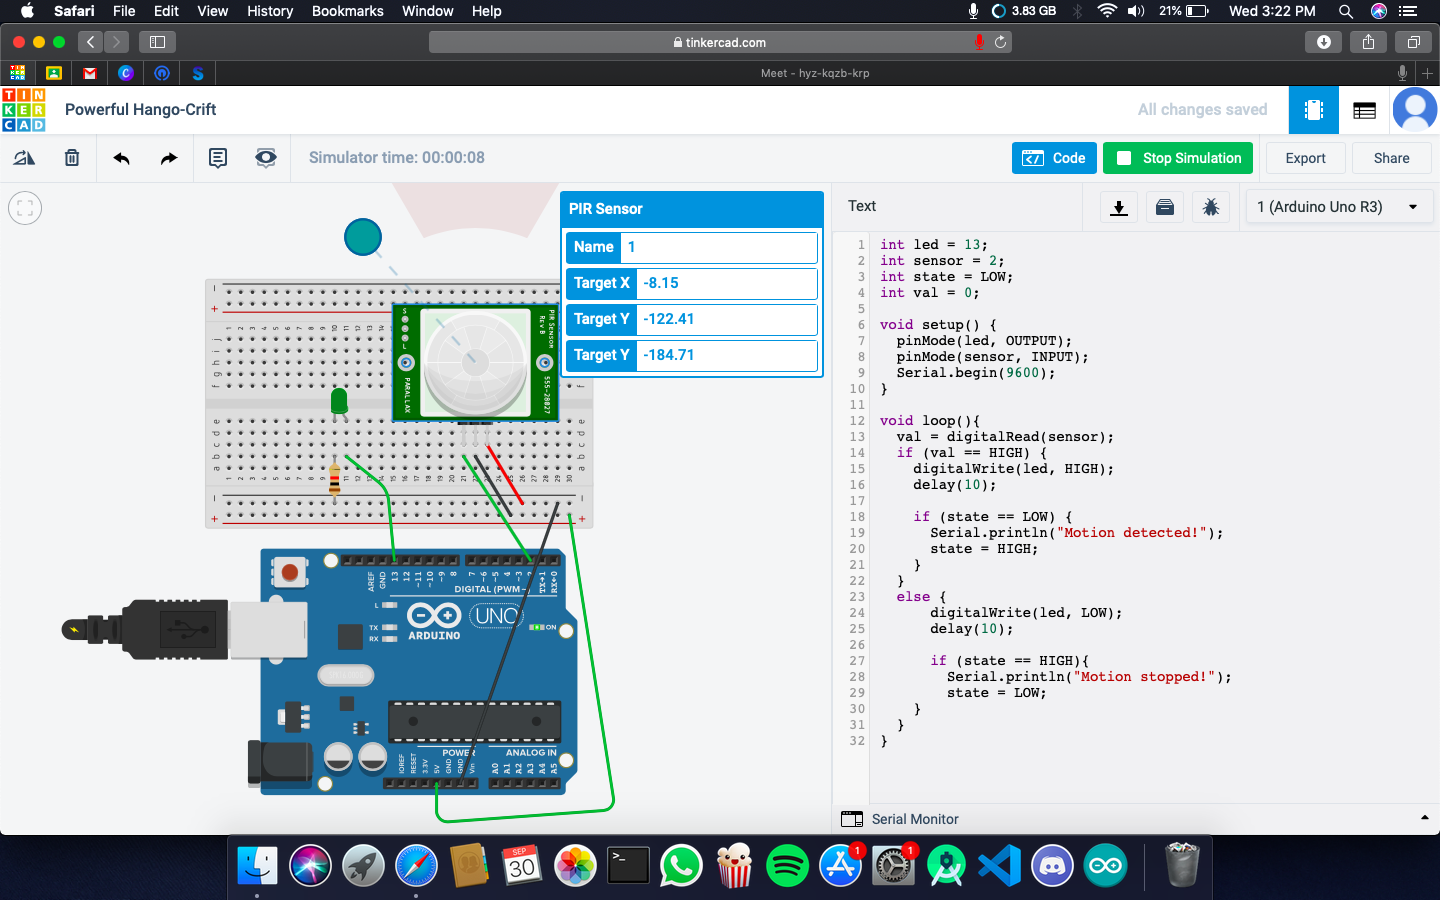 Safari File Edit View History Bookmarks Window Help 3.83 GB 21% Wed 3:22 PM
tinkercad.com
Meet - hyz-kqzb-krp
TIN
KER
CAD
Powerful Hango-Crift
All changes saved
Simulator time: 00:00:08
Code
Stop Simulation
Export
Share
PIR Sensor
Name 1
Target X -8.15
Target Y -122.41
Target Y -184.71
Text
1 (Arduino Uno R3)
1 int led = 13;
2 int sensor = 2;
3 int state = LOW;
4 int val = 0;
5
6 void setup() {
7 pinMode(led, OUTPUT);
8 pinMode(sensor, INPUT);
9 Serial.begin(9600);
10 }
11
12 void loop(){
13 val = digitalRead(sensor);
14 if (val == HIGH) {
15 digitalWrite(led, HIGH);
16 delay(10);
17
18 if (state == LOW) {
19 Serial.println("Motion detected!");
20 state = HIGH;
21 }
22 }
23 else {
24 digitalWrite(led, LOW);
25 delay(10);
26
27 if (state == HIGH){
28 Serial.println("Motion stopped!");
29 state = LOW;
30 }
31 }
32 }
Serial Monitor
PIR Sensor
Rev B
555-28027
PARALLAX
S
L
AREF
GND
13
12
~11
~10
~9
8
7
~6
~5
4
~3
2
TX→1
RX←0
DIGITAL (PWM~)
L
TX
RX
ARDUINO
UNO
ON
POWER
ANALOG IN
IOREF
RESET
3.3V
5V
GND
GND
Vin
A0
A1
A2
A3
A4
A5
SEP
30
1
1